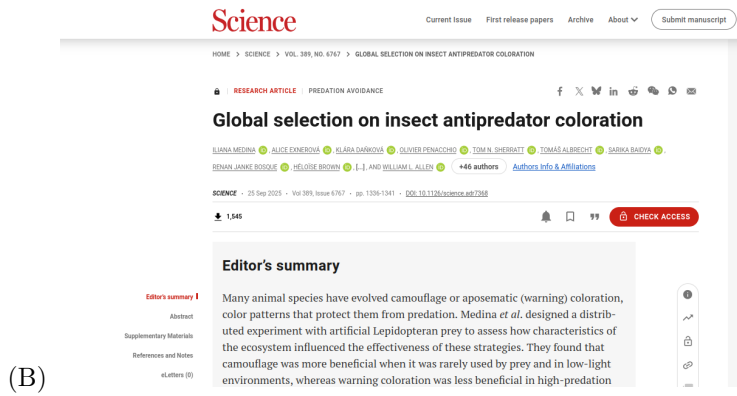 Science
Current Issue First release papers Archive About Submit manuscript
HOME > SCIENCE > VOL. 389, NO. 6767 > GLOBAL SELECTION ON INSECT ANTIPREDATOR COLORATION
RESEARCH ARTICLE | PREDATION AVOIDANCE
Global selection on insect antipredator coloration
ILIANA MEDINA, ALICE EXNEROVÁ, KLÁRA DAŇKOVÁ, OLIVIER PENACCHIO, TOM N. SHERRATT, TOMÁŠ ALBRECHT, SARIKA BAIDYA,
RENAN JANKE BOSQUE, HÉLOÏSE BROWN, [...], AND WILLIAM L. ALLEN +46 authors Authors Info & Affiliations
SCIENCE • 25 Sep 2025 • Vol 389, Issue 6767 • pp. 1336-1341 • DOI: 10.1126/science.adr7368
1,545 CHECK ACCESS
Editor's summary
Editor's summary
Abstract
Supplementary Materials
References and Notes
eLetters (0)
Many animal species have evolved camouflage or aposematic (warning) coloration,
color patterns that protect them from predation. Medina et al. designed a distrib-
uted experiment with artificial Lepidopteran prey to assess how characteristics of
the ecosystem influenced the effectiveness of these strategies. They found that
camouflage was more beneficial when it was rarely used by prey and in low-light
environments, whereas warning coloration was less beneficial in high-predation
(B)